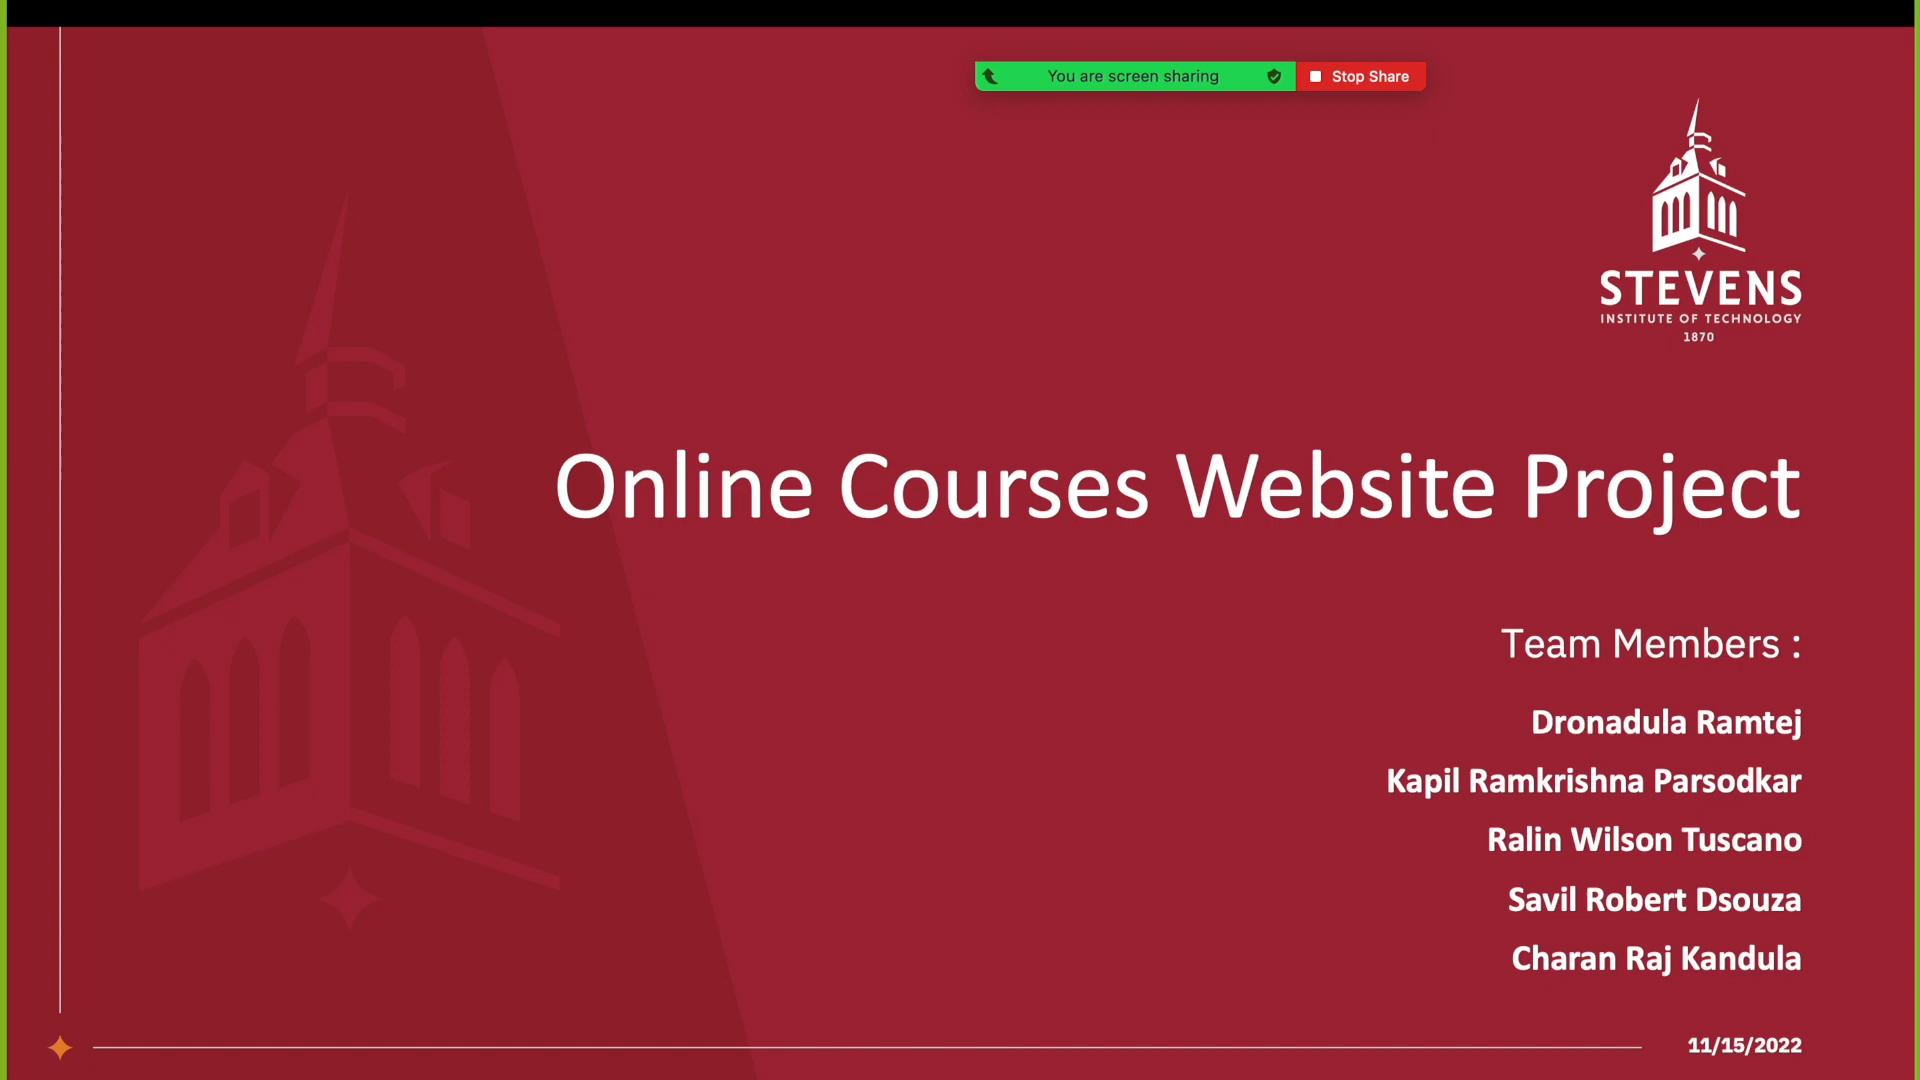 You are screen sharing
Stop Share
STEVENS
INSTITUTE OF TECHNOLOGY
1870
Online Courses Website Project
Team Members :
Dronadula Ramtej
Kapil Ramkrishna Parsodkar
Ralin Wilson Tuscano
Savil Robert Dsouza
Charan Raj Kandula
11/15/2022